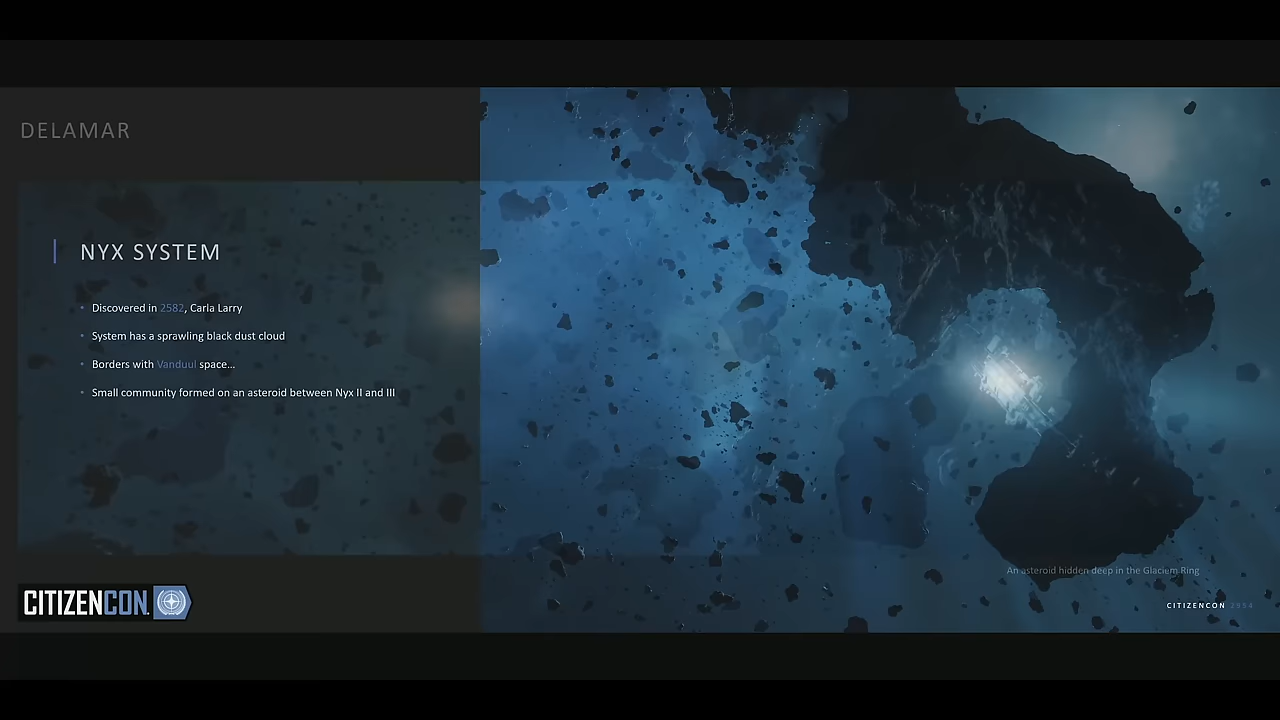 DELAMAR
NYX SYSTEM
• Discovered in 2582, Carla Larry
• System has a sprawling black dust cloud
• Borders with Vanduul space...
• Small community formed on an asteroid between Nyx II and III
An asteroid hidden deep in the Glaciem Ring
CITIZENCON 2954
CITIZENCON.